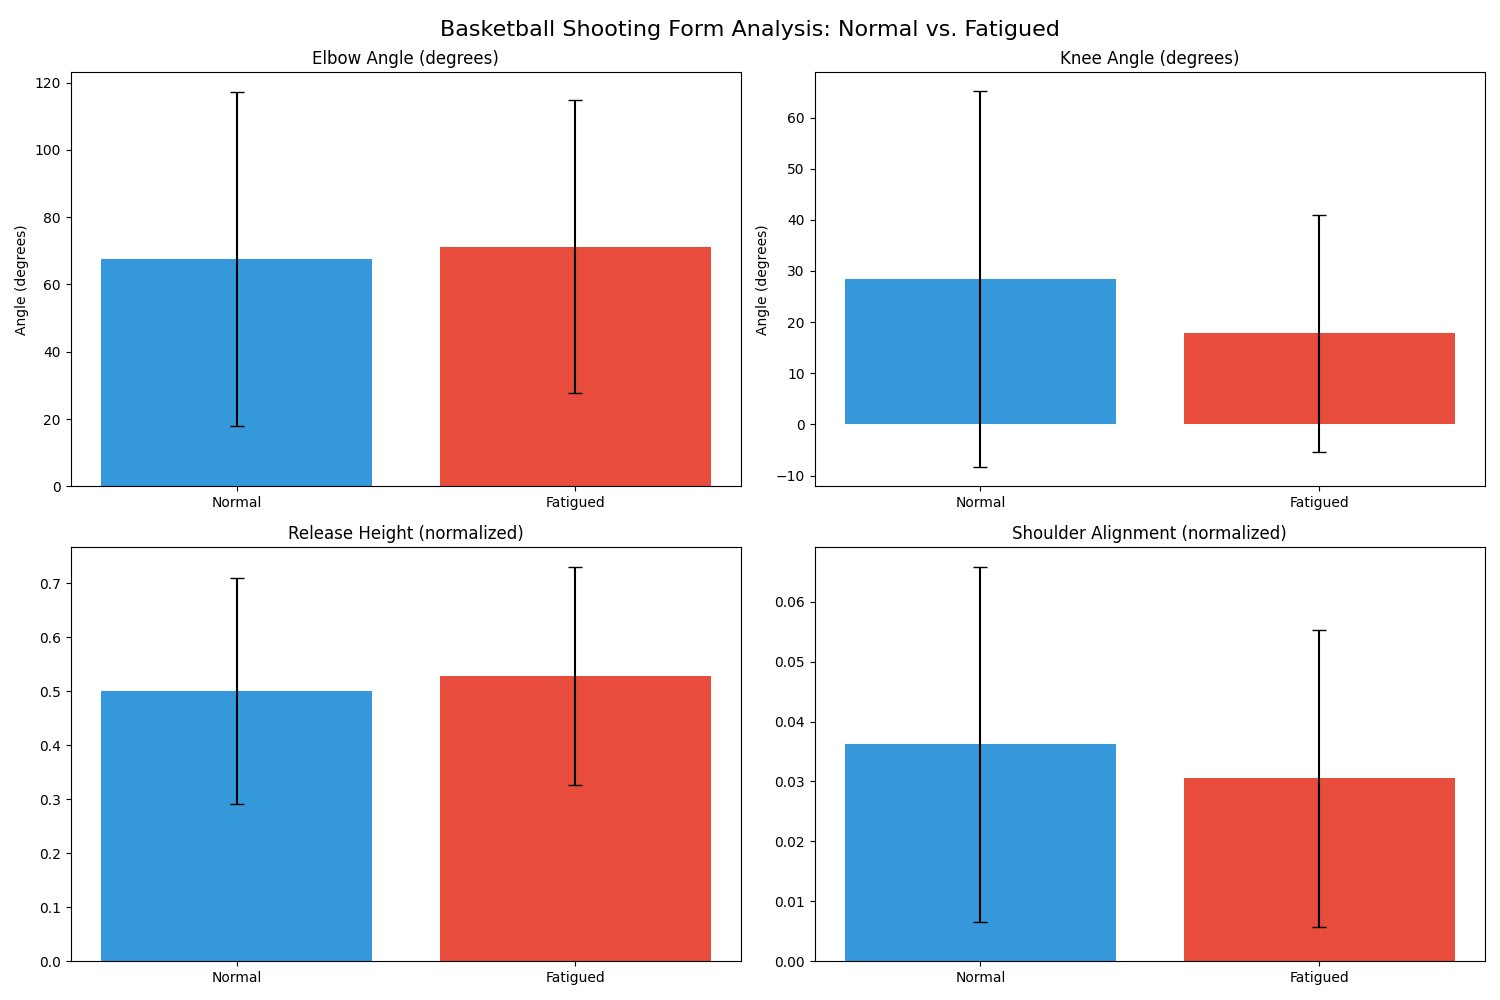 Basketball Shooting Form Analysis: Normal vs. Fatigued
Elbow Angle (degrees)
Angle (degrees)
120
100
80
60
40
20
0
Normal
Fatigued
Knee Angle (degrees)
Angle (degrees)
60
50
40
30
20
10
0
−10
Normal
Fatigued
Release Height (normalized)
0.7
0.6
0.5
0.4
0.3
0.2
0.1
0.0
Normal
Fatigued
Shoulder Alignment (normalized)
0.06
0.05
0.04
0.03
0.02
0.01
0.00
Normal
Fatigued